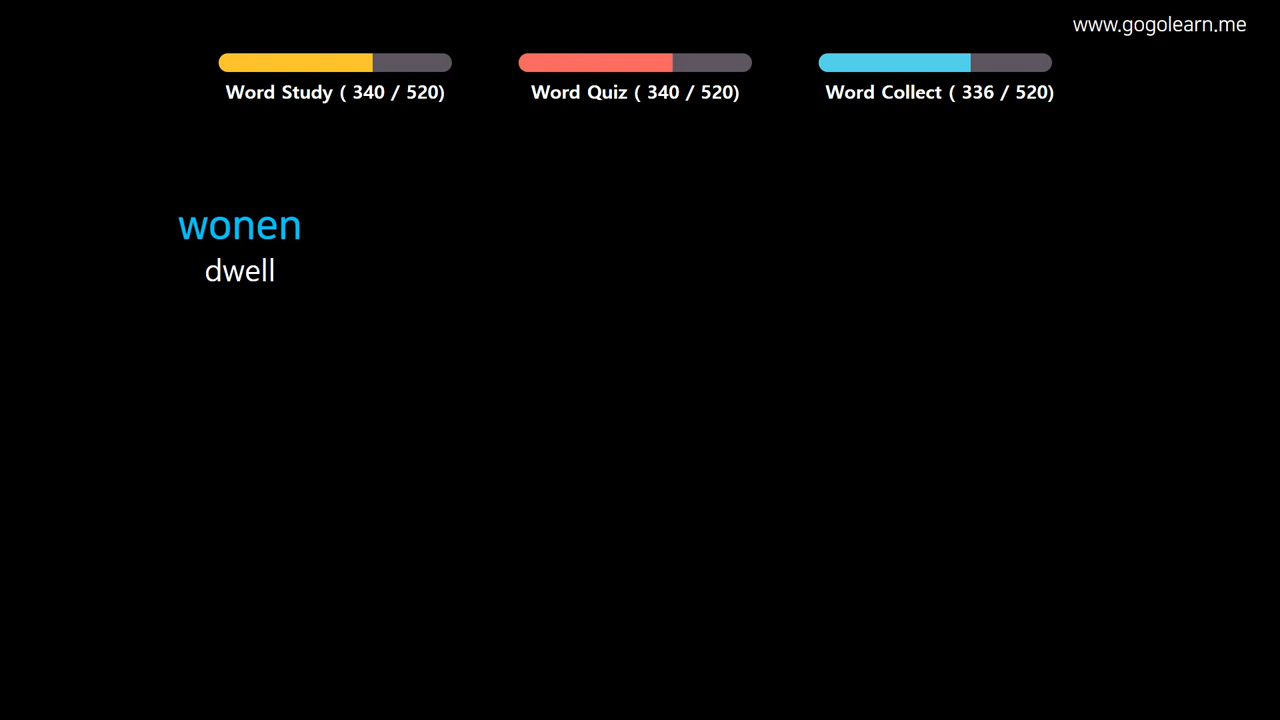 www.gogolearn.me
Word Study ( 340 / 520)
Word Quiz ( 340 / 520)
Word Collect ( 336 / 520)
wonen
dwell